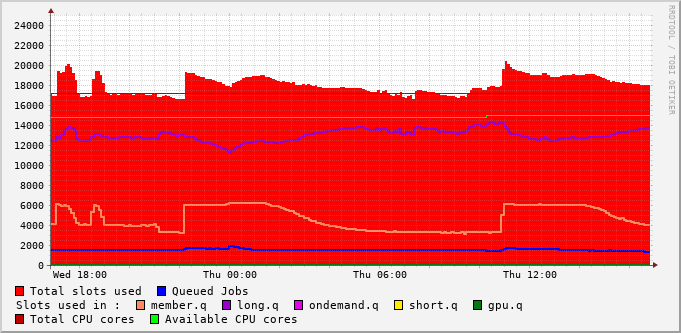 RRDTOOL / TOBI OETIKER
24000
22000
20000
18000
16000
14000
12000
10000
8000
6000
4000
2000
0
Wed 18:00 Thu 00:00 Thu 06:00 Thu 12:00
Total slots used Queued Jobs
Slots used in : member.q long.q ondemand.q short.q gpu.q
Total CPU cores Available CPU cores